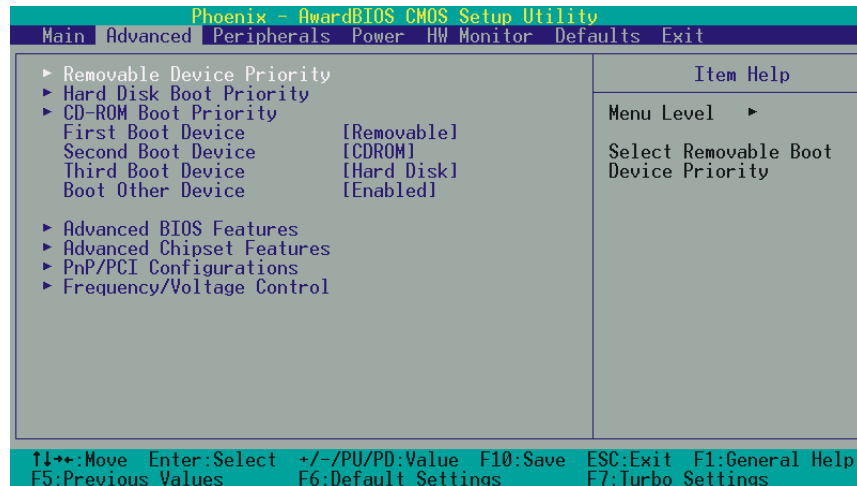 Phoenix - AwardBIOS CMOS Setup Utility
Main Advanced Peripherals Power HW Monitor Defaults Exit
▸ Removable Device Priority
▸ Hard Disk Boot Priority
▸ CD-ROM Boot Priority
First Boot Device [Removable]
Second Boot Device [CDROM]
Third Boot Device [Hard Disk]
Boot Other Device [Enabled]
▸ Advanced BIOS Features
▸ Advanced Chipset Features
▸ PnP/PCI Configurations
▸ Frequency/Voltage Control
Item Help
Menu Level ▸
Select Removable Boot
Device Priority
↑↓→←:Move Enter:Select +/-/PU/PD:Value F10:Save ESC:Exit F1:General Help
F5:Previous Values F6:Default Settings F7:Turbo Settings